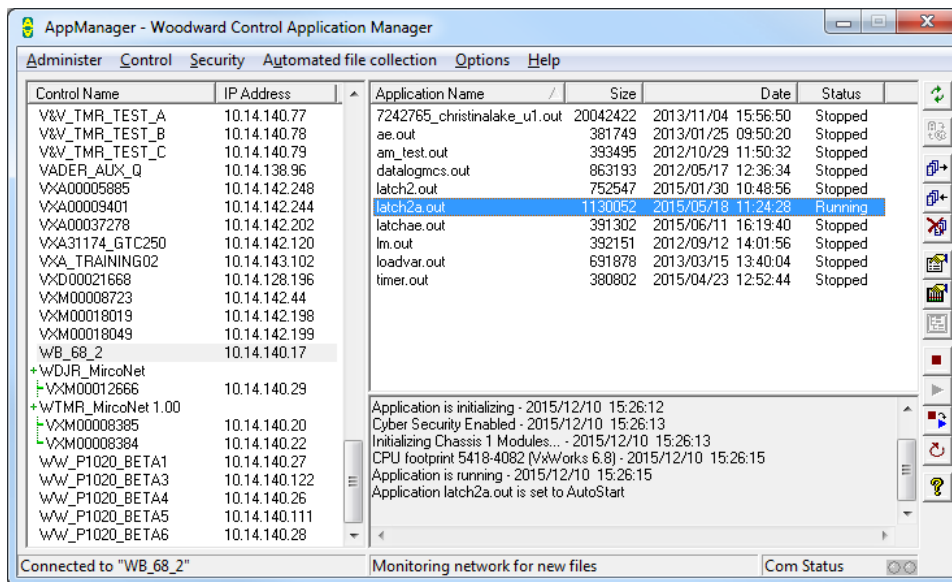 AppManager - Woodward Control Application Manager
Administer Control Security Automated file collection Options Help
Control Name IP Address
V&V_TMR_TEST_A 10.14.140.77
V&V_TMR_TEST_B 10.14.140.78
V&V_TMR_TEST_C 10.14.140.79
VADER_AUX_Q 10.14.138.96
VXA00005885 10.14.142.248
VXA00009401 10.14.142.244
VXA00037278 10.14.142.202
VXA31174_GTC250 10.14.142.120
VXA_TRAINING02 10.14.143.102
VXD00021668 10.14.128.196
VXM00008723 10.14.142.44
VXM00018019 10.14.142.198
VXM00018049 10.14.142.199
WB_68_2 10.14.140.17
+WDJR_MircoNet
VXM00012666 10.14.140.29
+WTMR_MircoNet 1.00
VXM00008385 10.14.140.20
VXM00008384 10.14.140.22
WW_P1020_BETA1 10.14.140.27
WW_P1020_BETA3 10.14.140.122
WW_P1020_BETA4 10.14.140.26
WW_P1020_BETA5 10.14.140.111
WW_P1020_BETA6 10.14.140.28
Application Name Size Date Status
7242765_christinalake_u1.out 20042422 2013/11/04 15:56:50 Stopped
ae.out 381749 2013/01/25 09:50:20 Stopped
am_test.out 393495 2012/10/29 11:50:32 Stopped
datalogmcs.out 863193 2012/05/17 12:36:34 Stopped
latch2.out 752547 2015/01/30 10:48:56 Stopped
latch2a.out 1130052 2015/05/18 11:24:28 Running
latchae.out 391302 2015/06/11 16:19:40 Stopped
lm.out 392151 2012/09/12 14:01:56 Stopped
loadvar.out 691878 2013/03/15 13:40:04 Stopped
timer.out 380802 2015/04/23 12:52:44 Stopped
Application is initializing - 2015/12/10 15:26:12
Cyber Security Enabled - 2015/12/10 15:26:13
Initializing Chassis 1 Modules... - 2015/12/10 15:26:13
CPU footprint 5418-4082 (VxWorks 6.8) - 2015/12/10 15:26:15
Application is running - 2015/12/10 15:26:15
Application latch2a.out is set to AutoStart
Connected to "WB_68_2" Monitoring network for new files Com Status